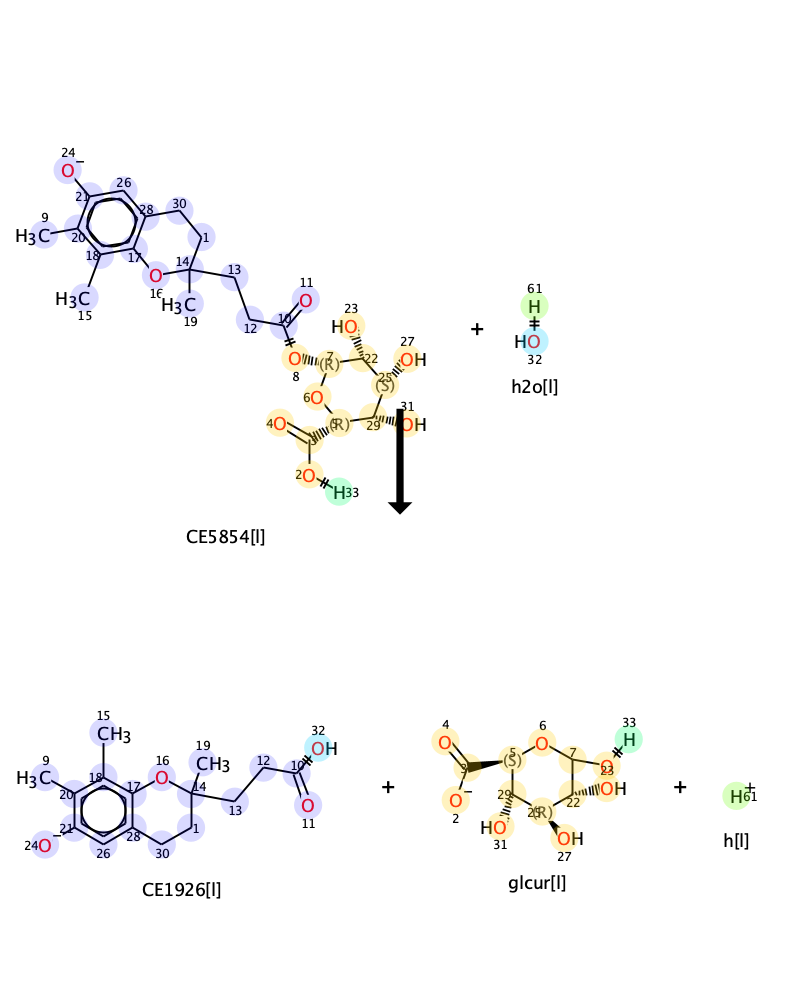 24
O
−
21
26
28
30
9
H₃C
20
1
18
17
14
13
11
O
O
16
H₃C
15
H₃C
19
12
10
23
HO
61
H
27
O
8
7
(R)
22
OH
HO
32
+
25
(S)
h2o[l]
6
O
31
4
O
(R)
29
OH
3
2
O
H
33
CE5854[l]
15
CH₃
19
CH₃
32
OH
4
O
6
O
33
H
9
H₃C
18
16
O
12
10
5
(S)
7
3
O
20
17
14
23
OH
+
+
H
+
61
13
O
−
29
22
21
1
11
O
2
25
(R)
24
O
−
28
HO
31
OH
h[l]
26
30
27
CE1926[l]
glcur[l]